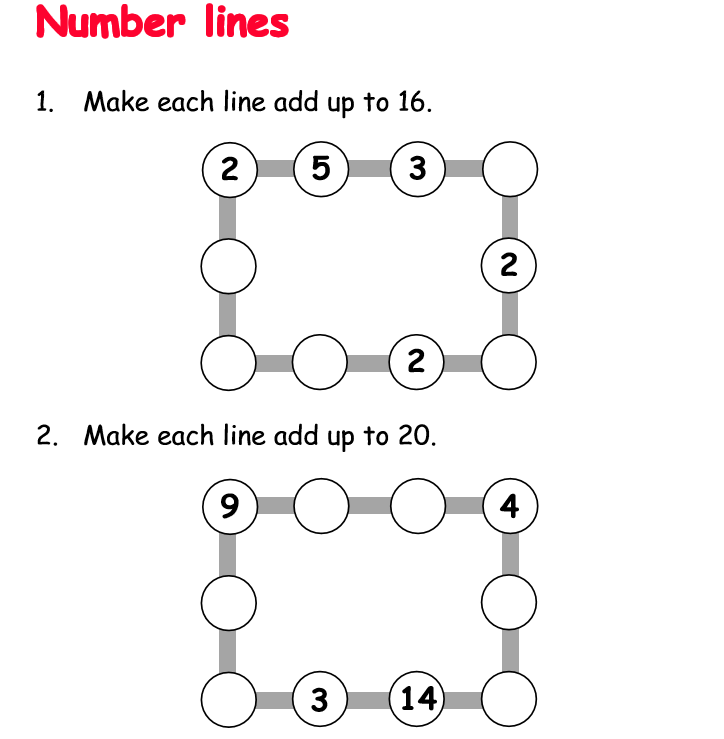 Number lines
1. Make each line add up to 16.
2 5 3
2
2
2. Make each line add up to 20.
9 4
3 14